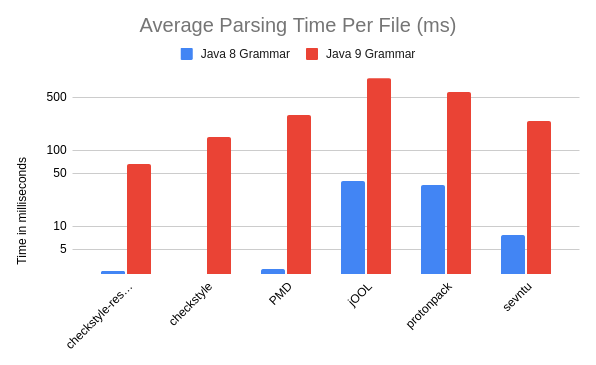 Average Parsing Time Per File (ms)
Java 8 Grammar Java 9 Grammar
Time in milliseconds
500
100
50
10
5
checkstyle-res...
checkstyle
PMD
jOOL
protonpack
sevntu